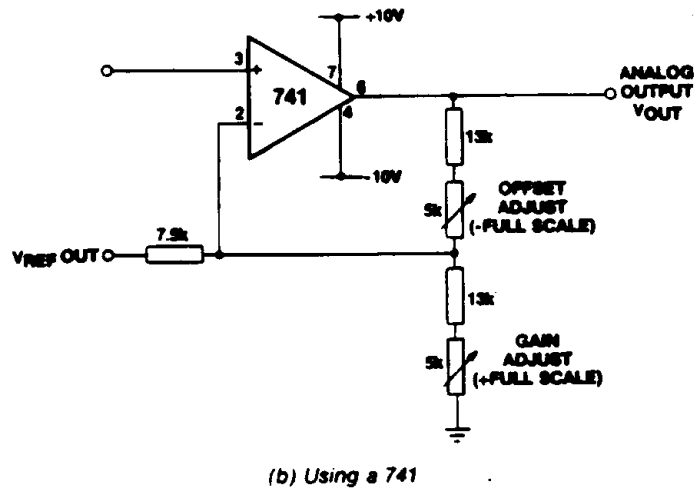 +10V
3
+
7
741
6
2
-
4
-10V
ANALOG
OUTPUT
VOUT
13k
5k
OFFSET
ADJUST
(-FULL SCALE)
VREF OUT
7.5k
13k
5k
GAIN
ADJUST
(+FULL SCALE)
(b) Using a 741